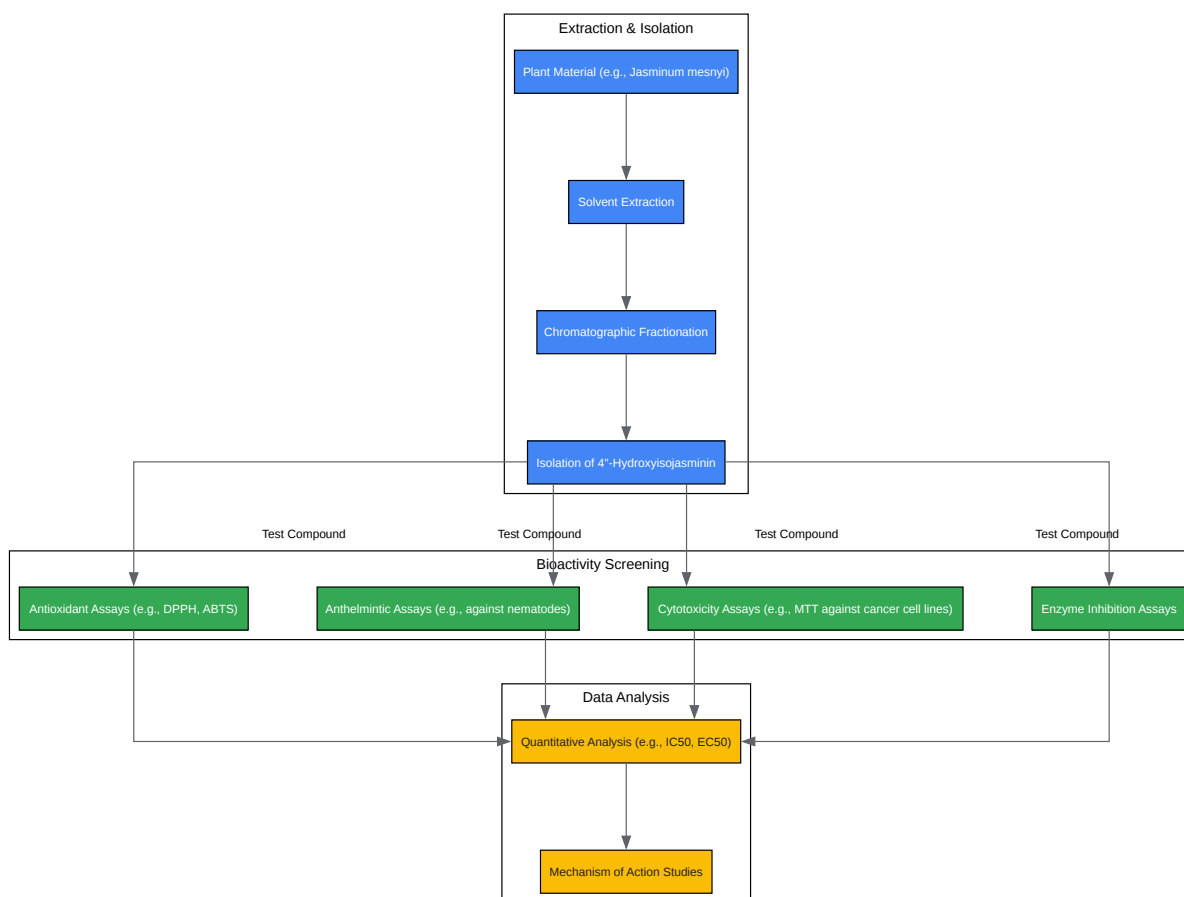 Extraction & Isolation
Plant Material (e.g., Jasminum mesnyi)
Solvent Extraction
Chromatographic Fractionation
Isolation of 4''-Hydroxyisojasminin
Test Compound
Test Compound
Test Compound
Test Compound
Bioactivity Screening
Antioxidant Assays (e.g., DPPH, ABTS)
Anthelmintic Assays (e.g., against nematodes)
Cytotoxicity Assays (e.g., MTT against cancer cell lines)
Enzyme Inhibition Assays
Data Analysis
Quantitative Analysis (e.g., IC50, EC50)
Mechanism of Action Studies